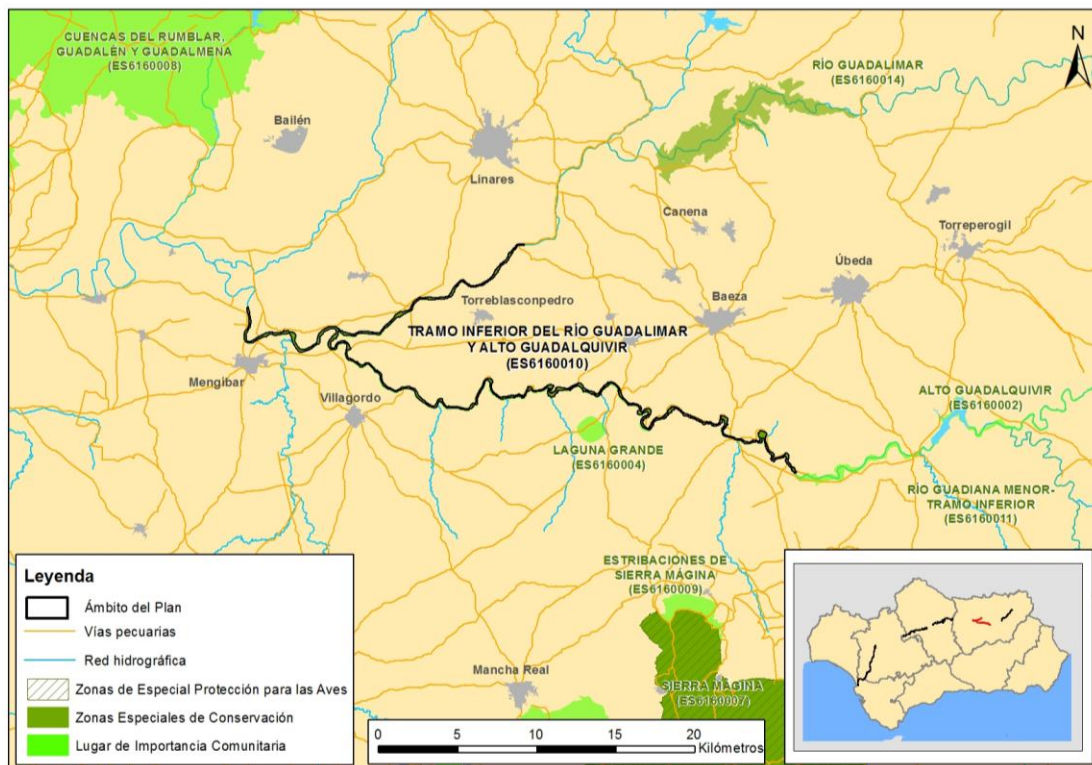 CUENCAS DEL RUMBLAR,
GUADALÉN Y GUADALMENA
(ES6160008)
N
RÍO GUADALIMAR
(ES6160014)
Bailén
Linares
Canena
Torreperogil
Úbeda
Baeza
Torreblasconpedro
TRAMO INFERIOR DEL RÍO GUADALIMAR
Y ALTO GUADALQUIVIR
(ES6160010)
Mengibar
Villagordo
ALTO GUADALQUIVIR
(ES6160002)
LAGUNA GRANDE
(ES6160004)
RÍO GUADIANA MENOR-
TRAMO INFERIOR
(ES6160011)
ESTRIBACIONES DE
SIERRA MÁGINA
(ES6160009)
Mancha Real
SIERRA MÁGINA
(ES6160007)
Leyenda
Ámbito del Plan
Vías pecuarias
Red hidrográfica
Zonas de Especial Protección para las Aves
Zonas Especiales de Conservación
Lugar de Importancia Comunitaria
0 5 10 15 20
Kilómetros